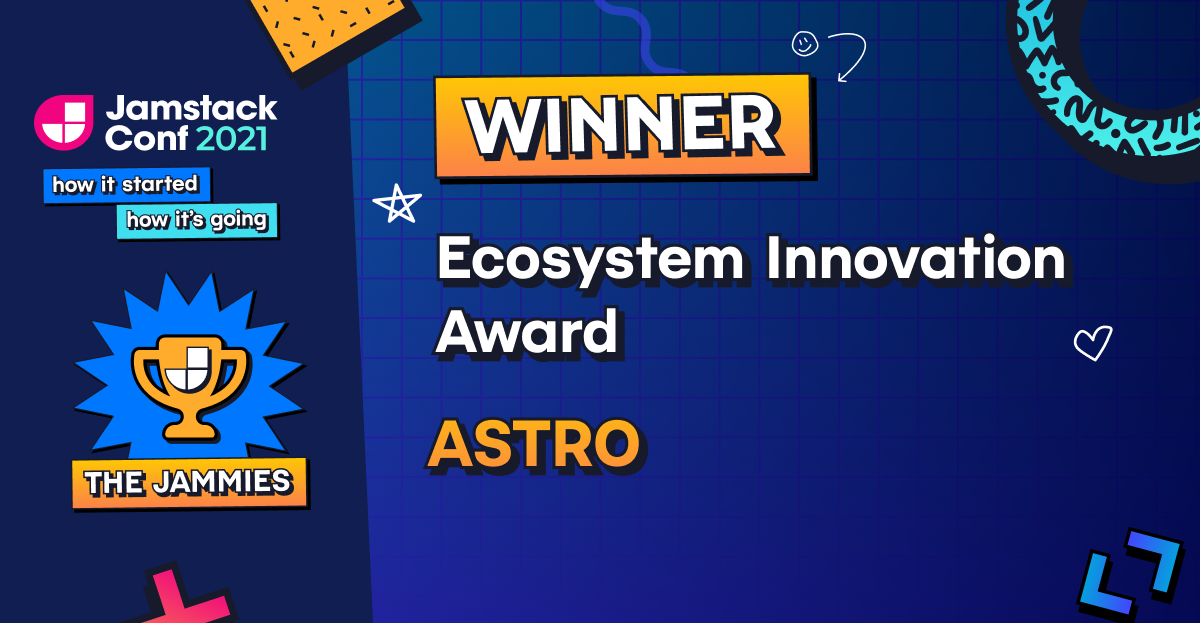 Jamstack
Conf 2021
how it started
how it's going
THE JAMMIES
WINNER
Ecosystem Innovation
Award
ASTRO